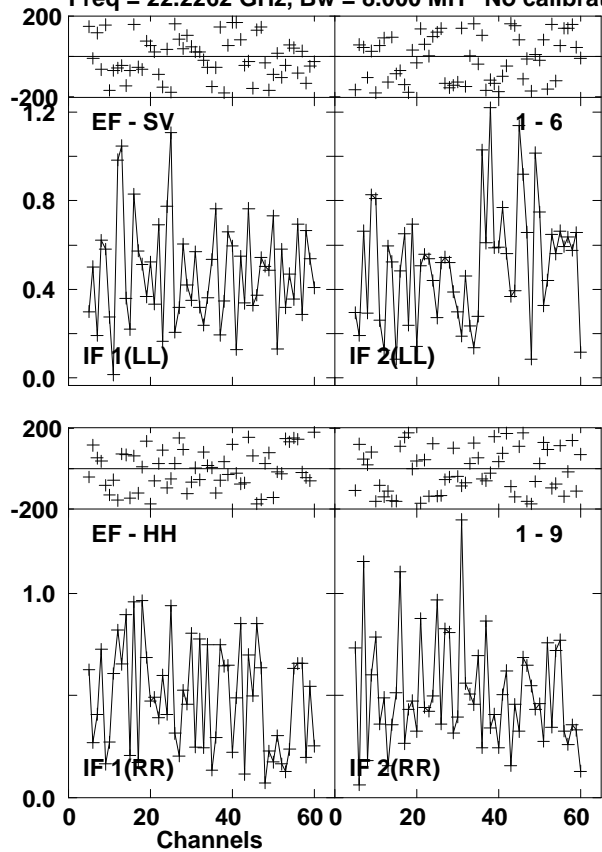 Freq = 22.2262 GHz, Bw = 8.000 MH No calibra
200
-200
EF - SV
1 - 6
1.2
0.8
0.4
0.0
IF 1(LL)
IF 2(LL)
200
-200
EF - HH
1 - 9
1.0
0.0
IF 1(RR)
IF 2(RR)
0 20 40 60 0 20 40 60
Channels